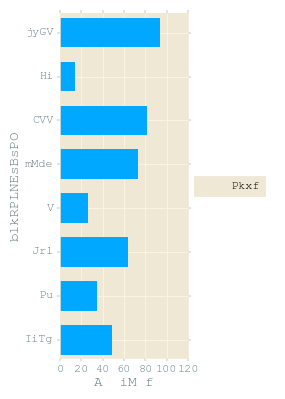 jyGV
Hi
CVV
mMde
V
Jrl
Pu
IiTg
blkRPLNEsBsPO
0 20 40 60 80 100 120
A iM f
Pkxf